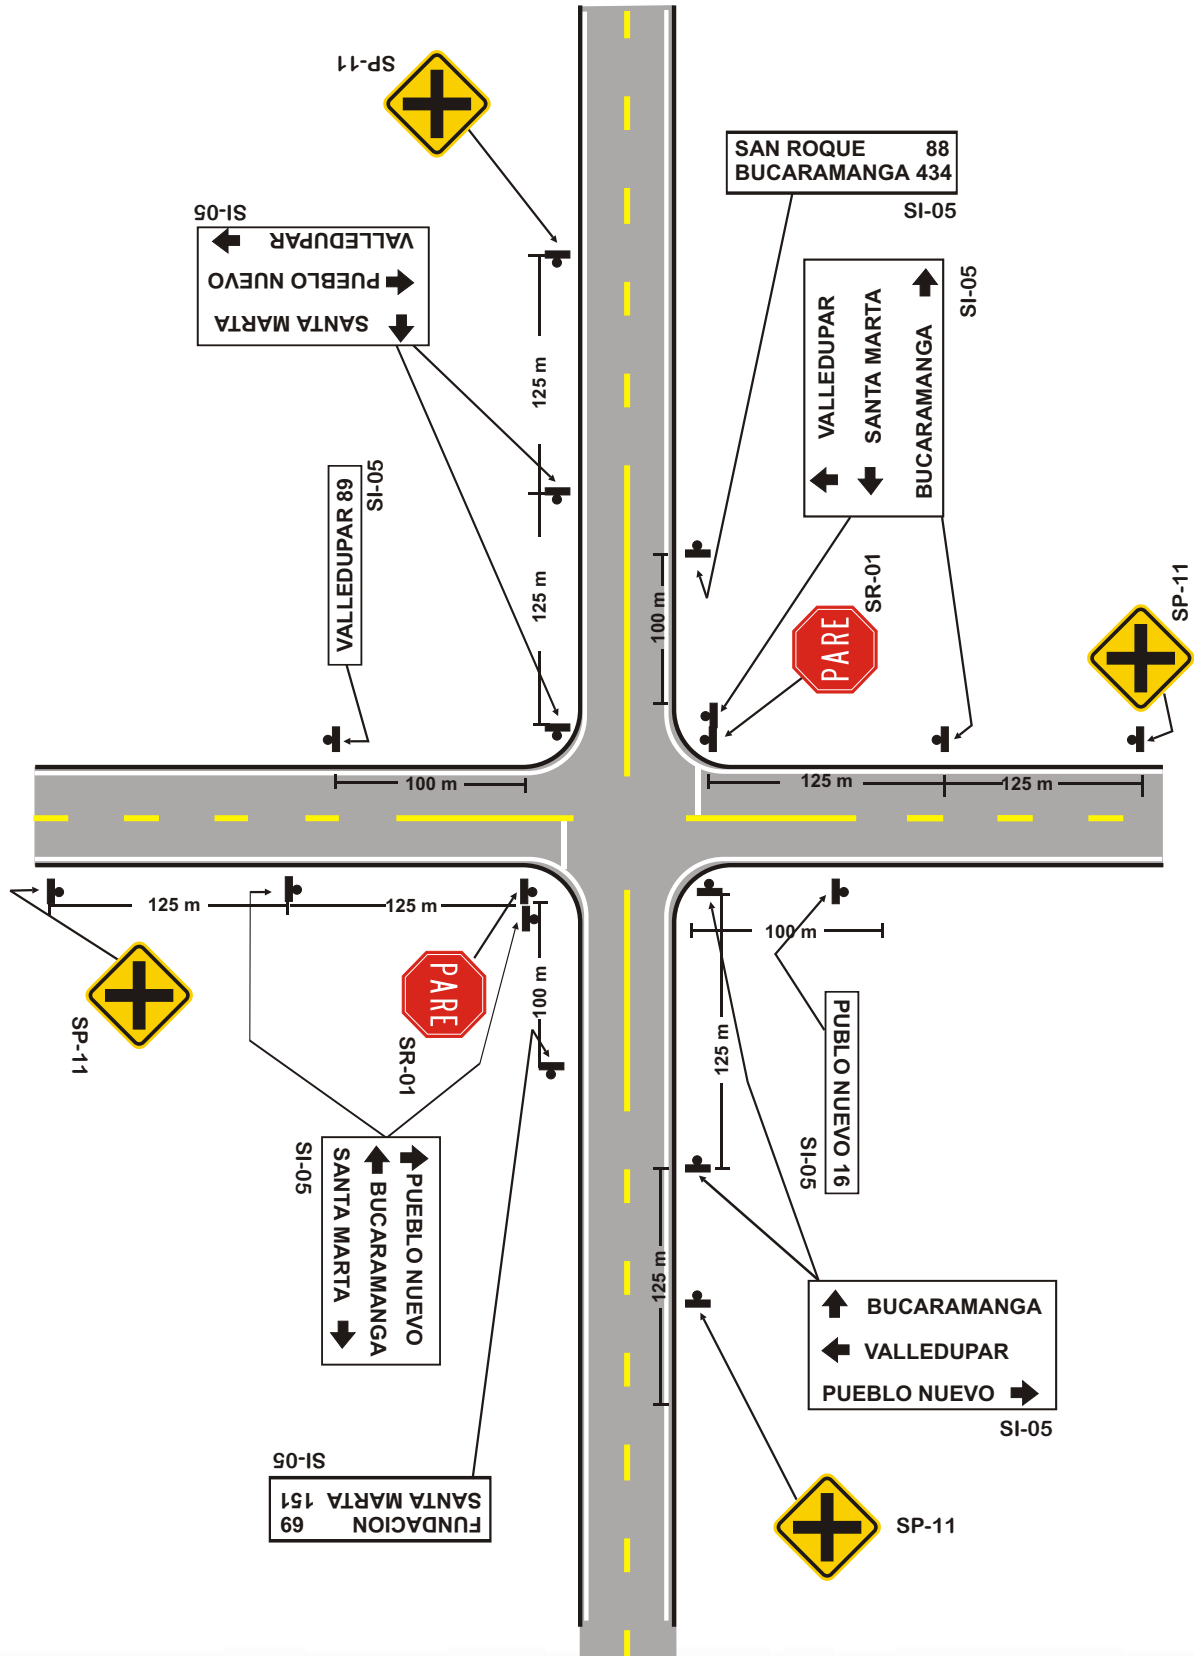 SP-11
SAN ROQUE 88
BUCARAMANGA 434
SI-05
SI-05
VALLEDUPAR
PUEBLO NUEVO
SANTA MARTA
VALLEDUPAR
SANTA MARTA
BUCARAMANGA
SI-05
125 m
VALLEDUPAR 89
SI-05
125 m
100 m
PARE
SR-01
SP-11
100 m
125 m
125 m
125 m
125 m
100 m
PARE
SR-01
100 m
125 m
SP-11
PUBLO NUEVO 16
SI-05
PUEBLO NUEVO
BUCARAMANGA
SANTA MARTA
SI-05
125 m
BUCARAMANGA
VALLEDUPAR
PUEBLO NUEVO
SI-05
FUNDACION 69
SANTA MARTA 151
SI-05
SP-11